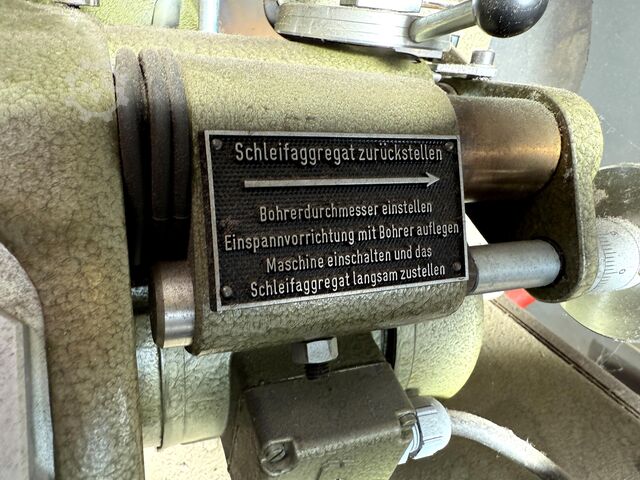 Schleifaggregat zurückstellen
Bohrerdurchmesser einstellen
Einspannvorrichtung mit Bohrer auflegen
Maschine einschalten und das
Schleifaggregat langsam zustellen